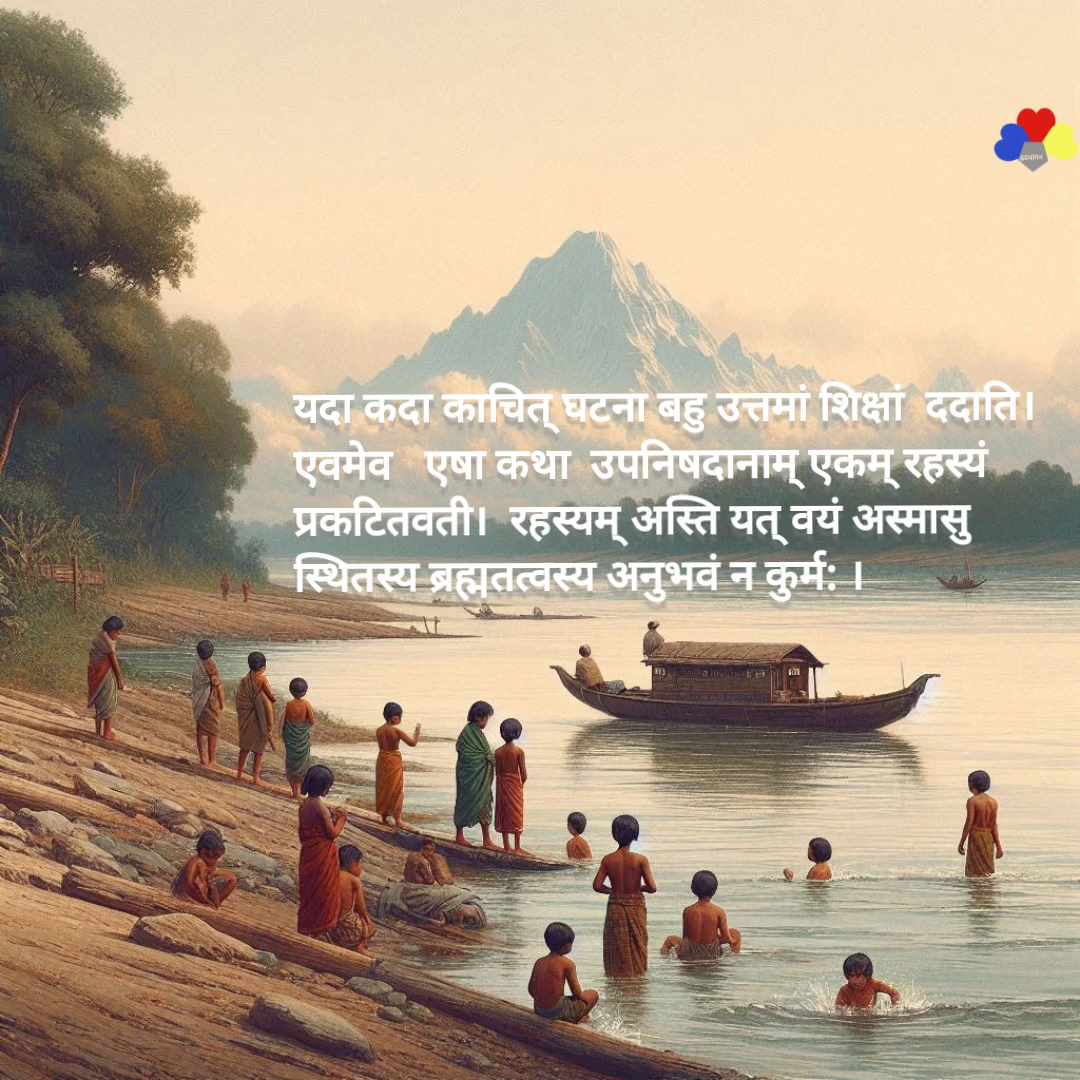 यदा कदा काचित् घटना बहु उत्तमां शिक्षां ददाति।
एवमेव एषा कथा उपनिषदानाम् एकम् रहस्यं
प्रकटितवती। रहस्यम् अस्ति यत् वयं अस्मासु
स्थितस्य ब्रह्मतत्वस्य अनुभवं न कुर्म: ।